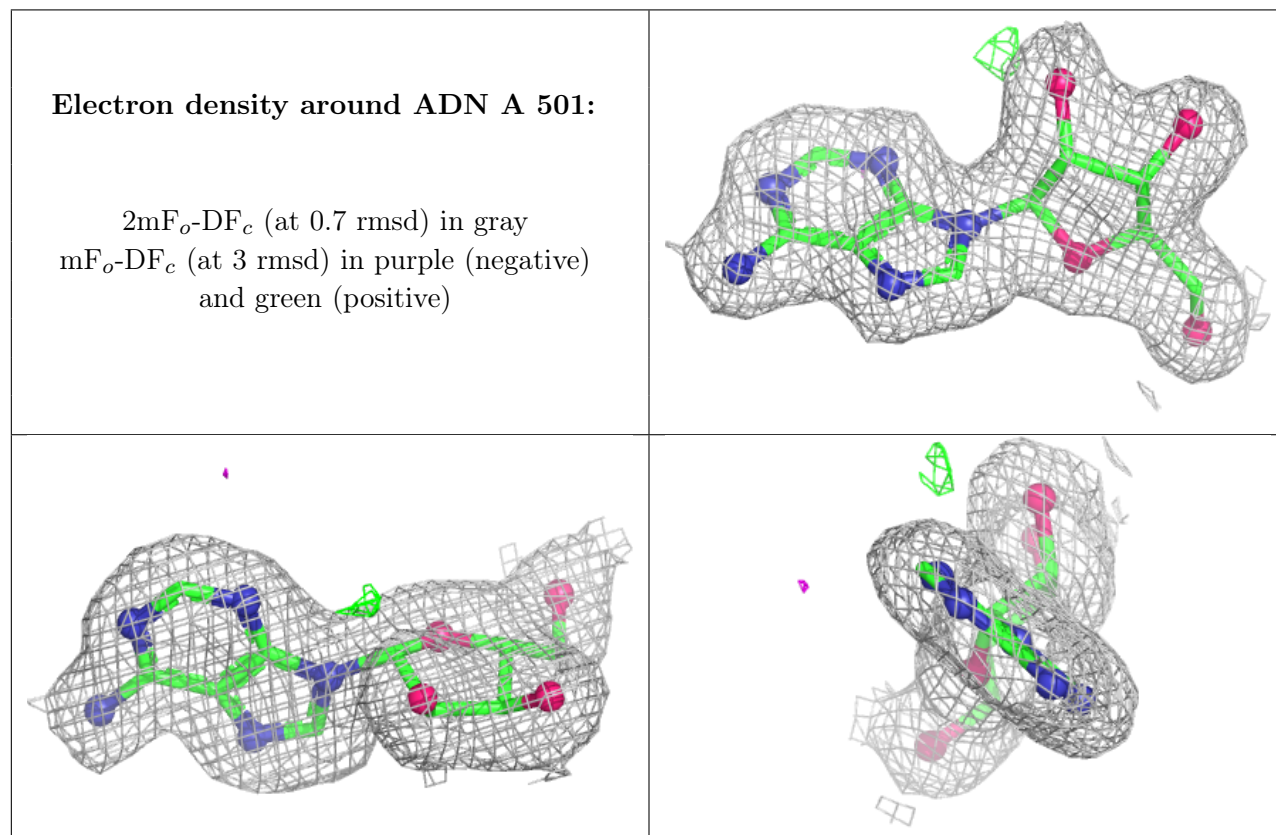 Electron density around ADN A 501:
2mFo-DFc (at 0.7 rmsd) in gray
mFo-DFc (at 3 rmsd) in purple (negative)
and green (positive)